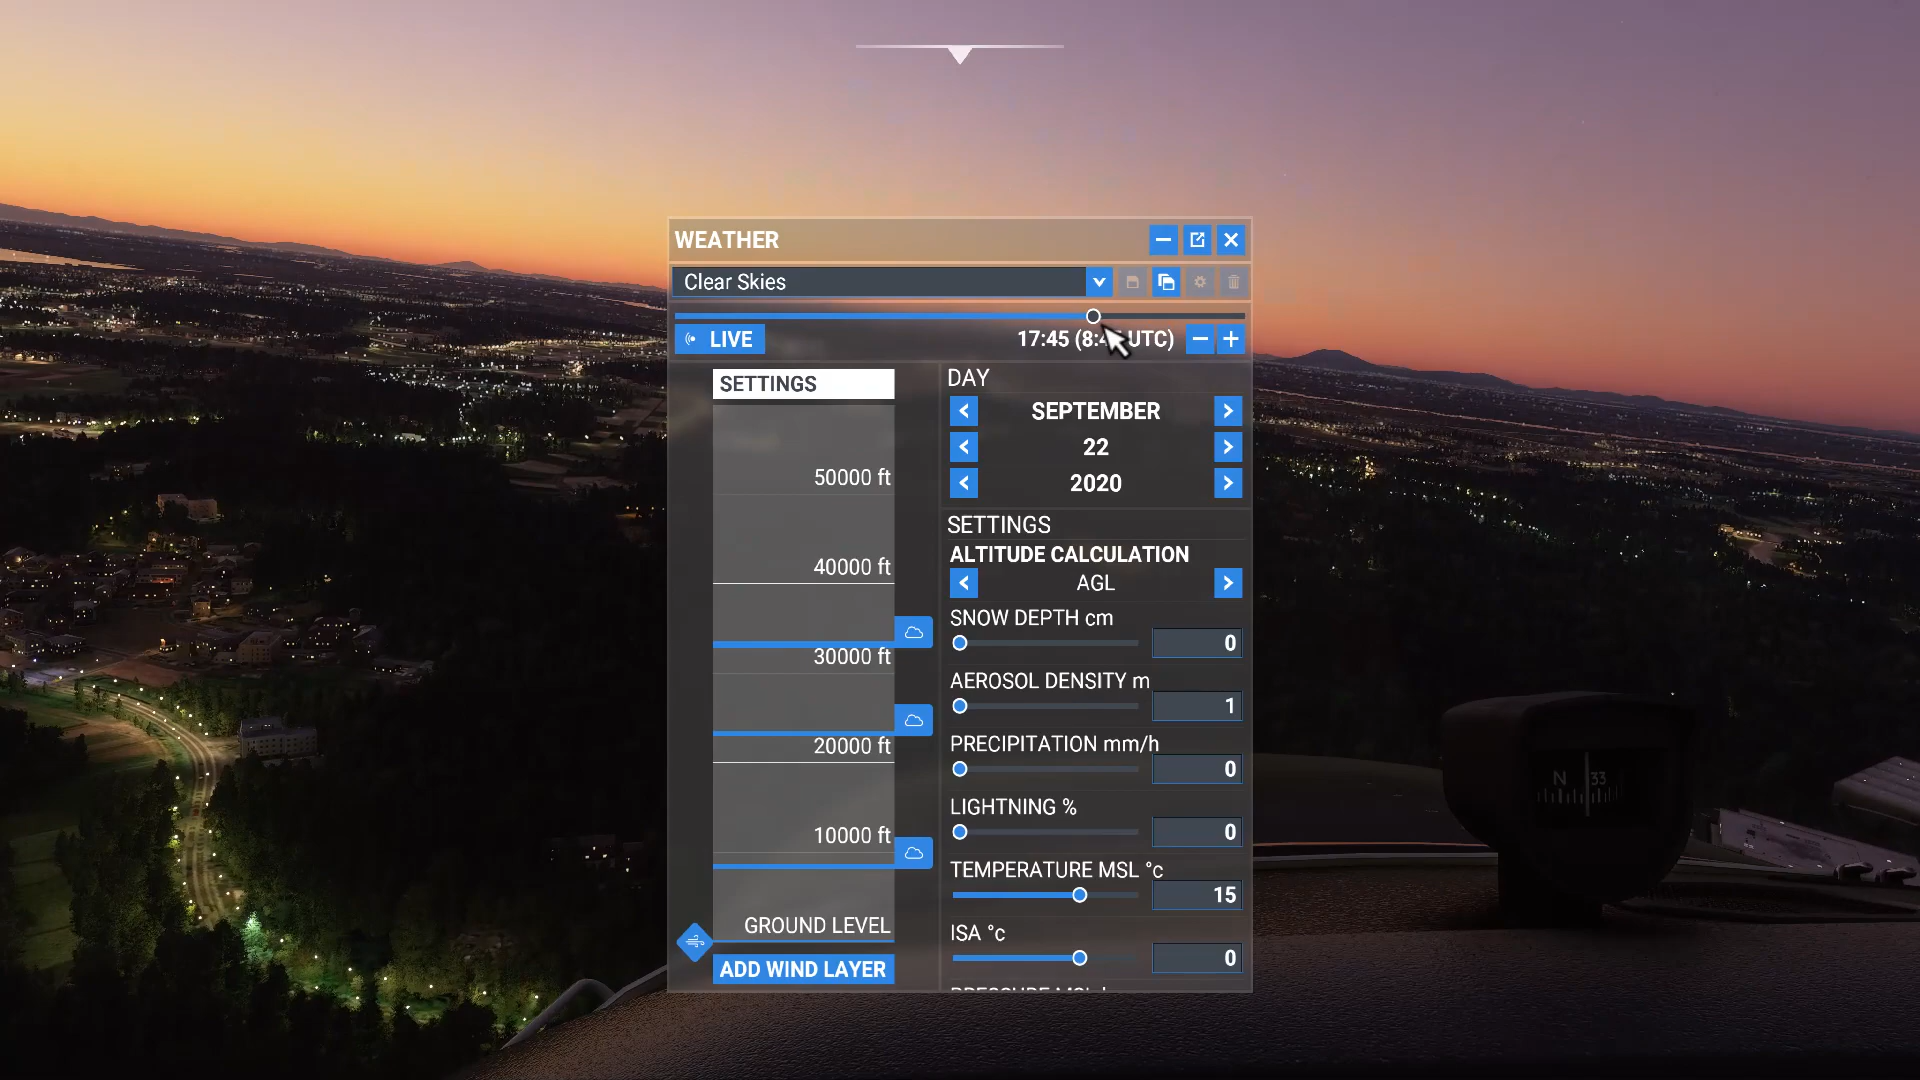 WEATHER
Clear Skies
LIVE
17:45 (8:4 UTC)
SETTINGS
50000 ft
40000 ft
30000 ft
20000 ft
10000 ft
GROUND LEVEL
ADD WIND LAYER
DAY
SEPTEMBER
22
2020
SETTINGS
ALTITUDE CALCULATION
AGL
SNOW DEPTH cm
0
AEROSOL DENSITY m
1
PRECIPITATION mm/h
0
LIGHTNING %
0
TEMPERATURE MSL °c
15
ISA °c
0
N 33